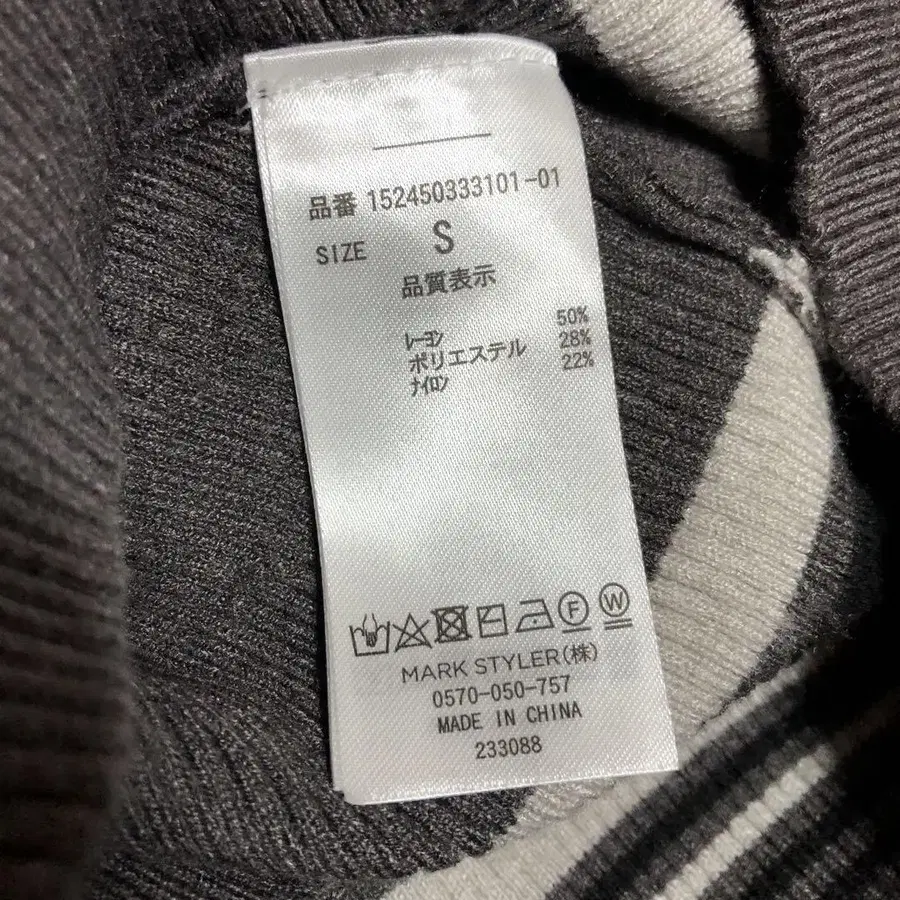 品番 152450333101-01
SIZE S
品質表示
レーヨン 50%
ポリエステル 28%
ナイロン 22%
F W
MARK STYLER(株)
0570-050-757
MADE IN CHINA
233088